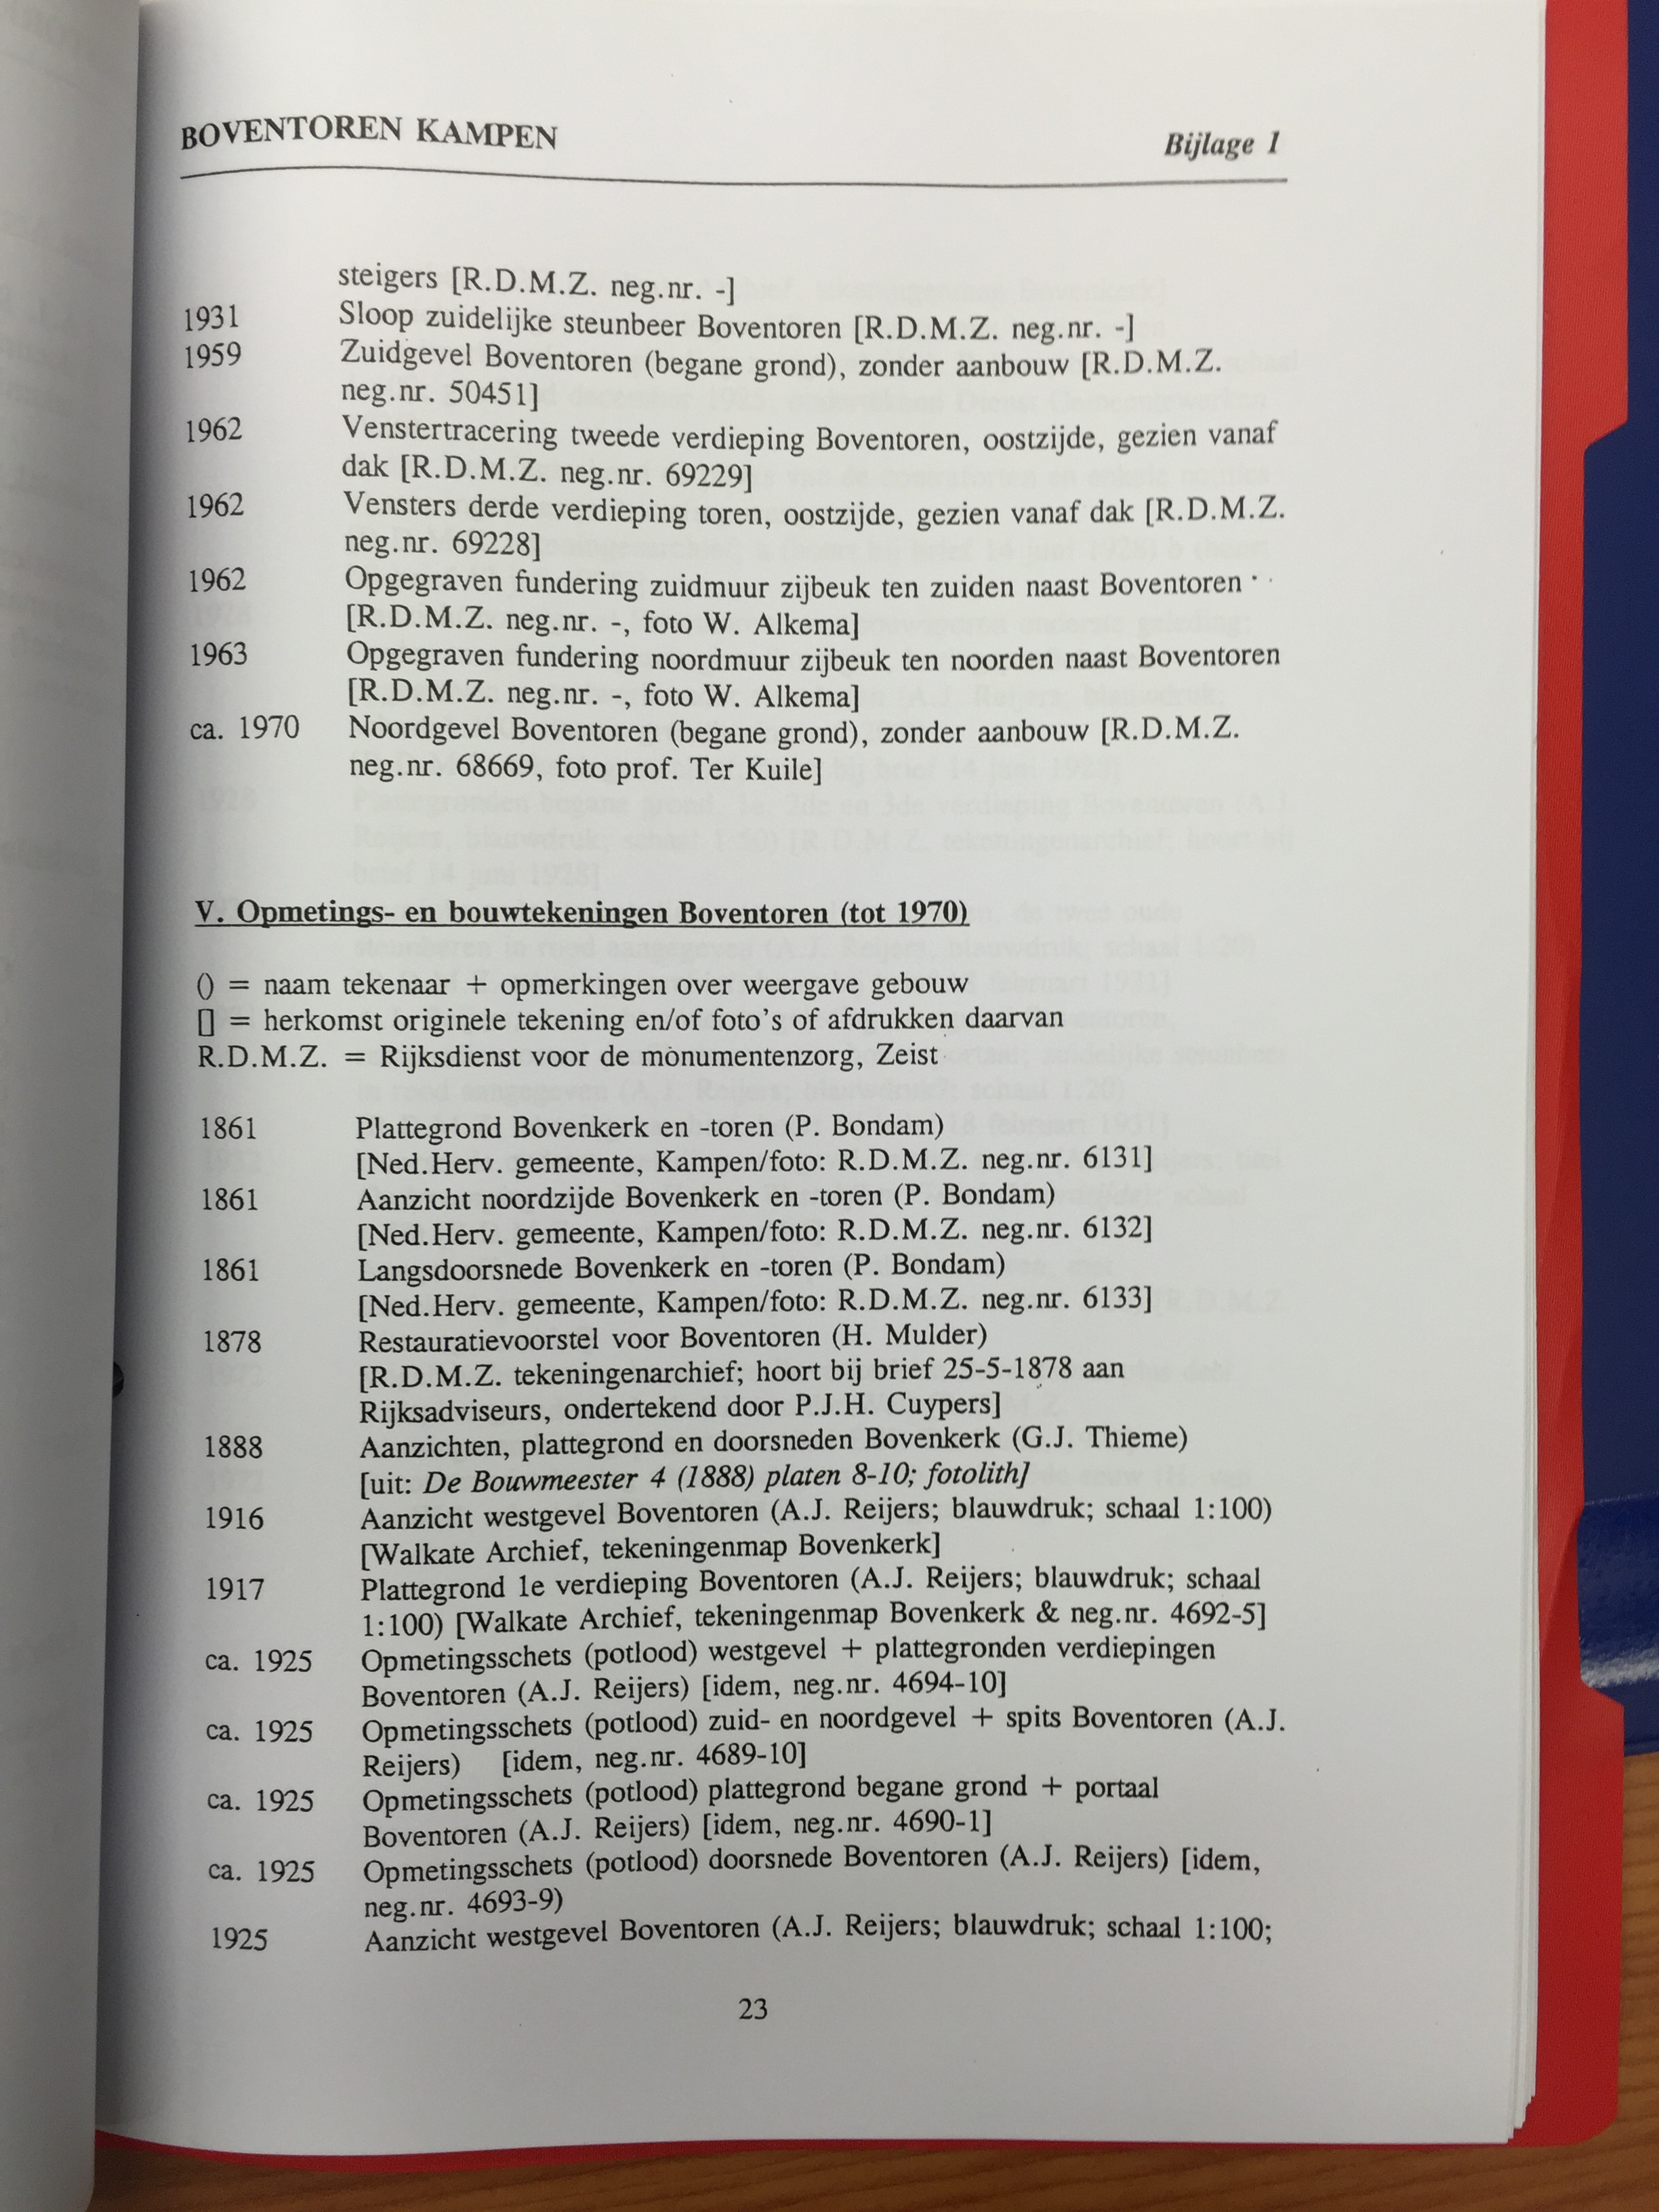 BOVENTOREN KAMPEN
Bijlage 1
steigers [R.D.M.Z. neg.nr. -]
1931 Sloop zuidelijke steunbeer Boventoren [R.D.M.Z. neg.nr. -]
1959 Zuidgevel Boventoren (begane grond), zonder aanbouw [R.D.M.Z.
neg.nr. 50451]
1962 Venstertracering tweede verdieping Boventoren, oostzijde, gezien vanaf
dak [R.D.M.Z. neg.nr. 69229]
1962 Vensters derde verdieping toren, oostzijde, gezien vanaf dak [R.D.M.Z.
neg.nr. 69228]
1962 Opgegraven fundering zuidmuur zijbeuk ten zuiden naast Boventoren
[R.D.M.Z. neg.nr. -, foto W. Alkema]
1963 Opgegraven fundering noordmuur zijbeuk ten noorden naast Boventoren
[R.D.M.Z. neg.nr. -, foto W. Alkema]
ca. 1970 Noordgevel Boventoren (begane grond), zonder aanbouw [R.D.M.Z.
neg.nr. 68669, foto prof. Ter Kuile]
V. Opmetings- en bouwtekeningen Boventoren (tot 1970)
() = naam tekenaar + opmerkingen over weergave gebouw
[] = herkomst originele tekening en/of foto's of afdrukken daarvan
R.D.M.Z. = Rijksdienst voor de monumentenzorg, Zeist
1861 Plattegrond Bovenkerk en -toren (P. Bondam)
[Ned.Herv. gemeente, Kampen/foto: R.D.M.Z. neg.nr. 6131]
1861 Aanzicht noordzijde Bovenkerk en -toren (P. Bondam)
[Ned.Herv. gemeente, Kampen/foto: R.D.M.Z. neg.nr. 6132]
1861 Langsdoorsnede Bovenkerk en -toren (P. Bondam)
[Ned.Herv. gemeente, Kampen/foto: R.D.M.Z. neg.nr. 6133]
1878 Restauratievoorstel voor Boventoren (H. Mulder)
[R.D.M.Z. tekeningenarchief; hoort bij brief 25-5-1878 aan
Rijksadviseurs, ondertekend door P.J.H. Cuypers]
1888 Aanzichten, plattegrond en doorsneden Bovenkerk (G.J. Thieme)
[uit: De Bouwmeester 4 (1888) platen 8-10; fotolith]
1916 Aanzicht westgevel Boventoren (A.J. Reijers; blauwdruk; schaal 1:100)
[Walkate Archief, tekeningenmap Bovenkerk]
1917 Plattegrond 1e verdieping Boventoren (A.J. Reijers; blauwdruk; schaal
1:100) [Walkate Archief, tekeningenmap Bovenkerk & neg.nr. 4692-5]
ca. 1925 Opmetingsschets (potlood) westgevel + plattegronden verdiepingen
Boventoren (A.J. Reijers) [idem, neg.nr. 4694-10]
ca. 1925 Opmetingsschets (potlood) zuid- en noordgevel + spits Boventoren (A.J.
Reijers) [idem, neg.nr. 4689-10]
ca. 1925 Opmetingsschets (potlood) plattegrond begane grond + portaal
Boventoren (A.J. Reijers) [idem, neg.nr. 4690-1]
ca. 1925 Opmetingsschets (potlood) doorsnede Boventoren (A.J. Reijers) [idem,
neg.nr. 4693-9)
1925 Aanzicht westgevel Boventoren (A.J. Reijers; blauwdruk; schaal 1:100;
23